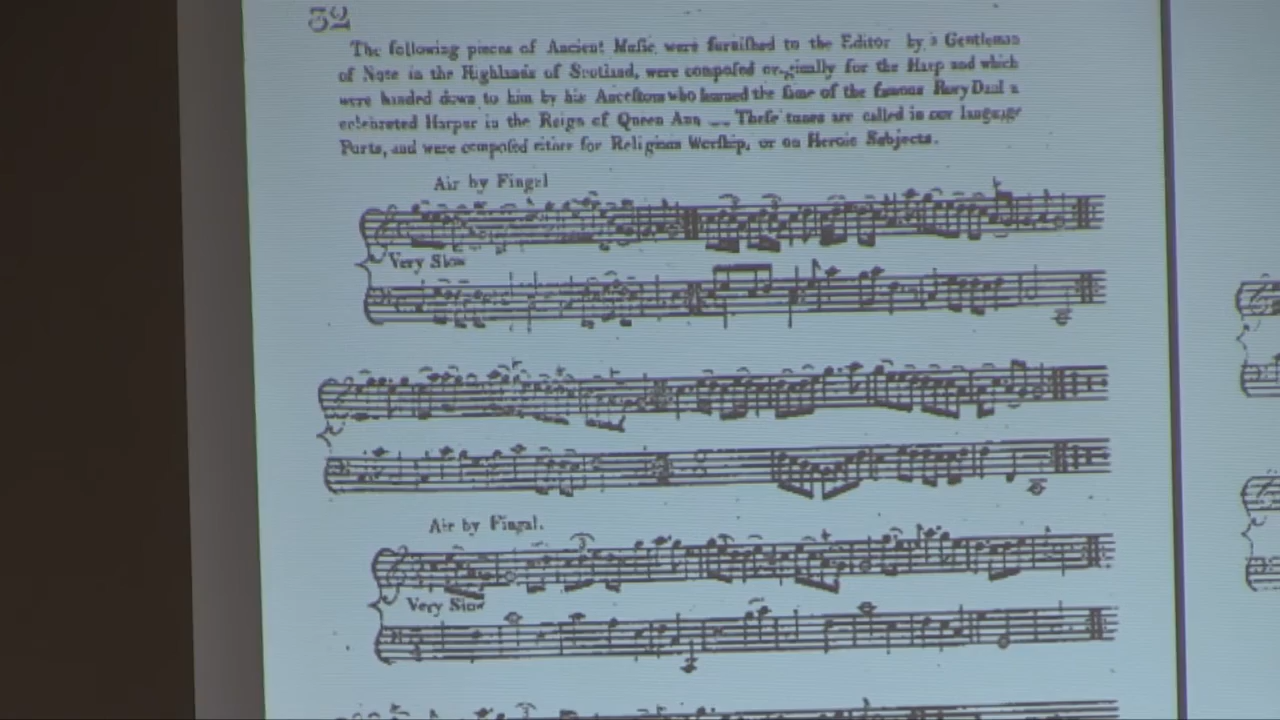 32
The following pieces of Ancient Muſic were furniſhed to the Editor by a Gentleman
of Note in the Highlands of Scotland, were compoſed originally for the Harp and which
were handed down to him by his Anceſtors who learned the ſame of the famous Rory Daul a
celebrated Harper in the Reign of Queen Ann — Theſe tunes are called in our language
Ports, and were compoſed either for Religious Worſhip, or on Heroic Subjects.
Air by Fingal
Very Slow
Air by Fingal.
Very Slow